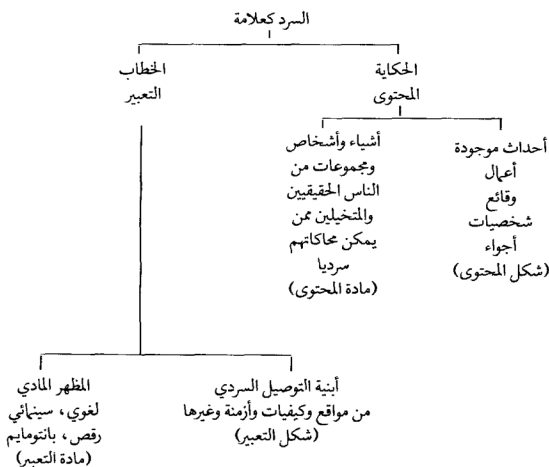 السرد كعلامة
الحكاية
المحتوى
أحداث موجودة
أعمال
وقائع
شخصيات
أجواء
(شكل المحتوى)
أشياء وأشخاص
ومجموعات من
الناس الحقيقيين
والمتخيلين ممن
يمكن محاكاتهم
سرديا
(مادة المحتوى)
الخطاب
التعبير
أبنية التوصيل السردي
من مواقع وكيفيات وأزمنة وغيرها
(شكل التعبير)
المظهر المادي
لغوي، سينمائي
رقص، بانتومايم
(مادة التعبير)